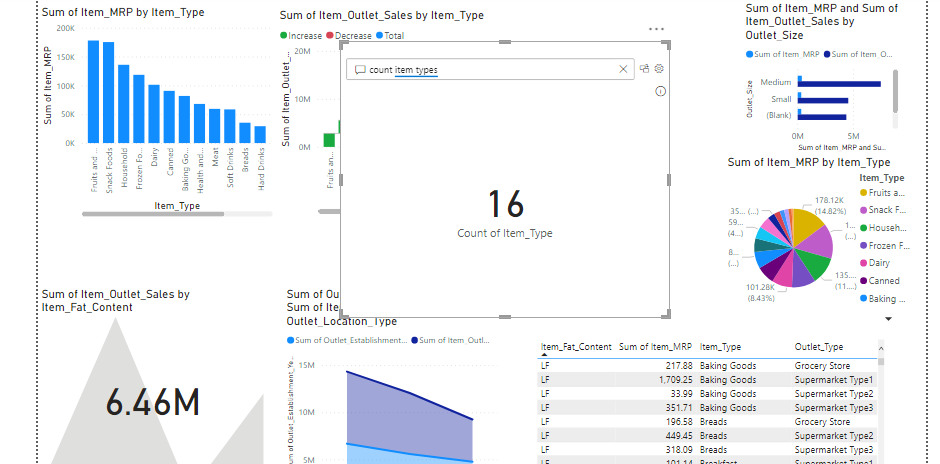 Sum of Item_MRP by Item_Type
200K
150K
100K
50K
0K
Sum of Item_MRP
Fruits and ...
Snack Foods
Household
Frozen Fo...
Dairy
Canned
Baking Go...
Health and...
Meat
Soft Drinks
Breads
Hard Drinks
Item_Type
Sum of Item_Outlet_Sales by Item_Type
Increase Decrease Total
20M
10M
0M
Sum of Item_Outlet_...
Fruits an...
count item types
16
Count of Item_Type
Sum of Item_MRP and Sum of
Item_Outlet_Sales by
Outlet_Size
Sum of Item_MRP Sum of Item_O...
Outlet_Size
Medium
Small
(Blank)
0M 5M
Sum of Item_MRP and Su...
Sum of Item_MRP by Item_Type
178.12K
(14.82%)
1...
(...)
135....
(11....)
101.28K
(8.43%)
8...
(...)
59...
(4...)
35... (...)
Item_Type
Fruits a...
Snack F...
Househ...
Frozen F...
Dairy
Canned
Baking ...
Sum of Item_Outlet_Sales by
Item_Fat_Content
6.46M
Sum of Ou
Sum of Item
Outlet_Location_Type
Sum of Outlet_Establishment... Sum of Item_Outl...
15M
10M
5M
um of Outlet_Establishment_Ye...
Item_Fat_Content Sum of Item_MRP Item_Type Outlet_Type
LF 217.88 Baking Goods Grocery Store
LF 1,709.25 Baking Goods Supermarket Type1
LF 33.99 Baking Goods Supermarket Type2
LF 351.71 Baking Goods Supermarket Type3
LF 196.58 Breads Grocery Store
LF 449.45 Breads Supermarket Type2
LF 318.09 Breads Supermarket Type3
LF 101.14 Breakfast Supermarket Type1